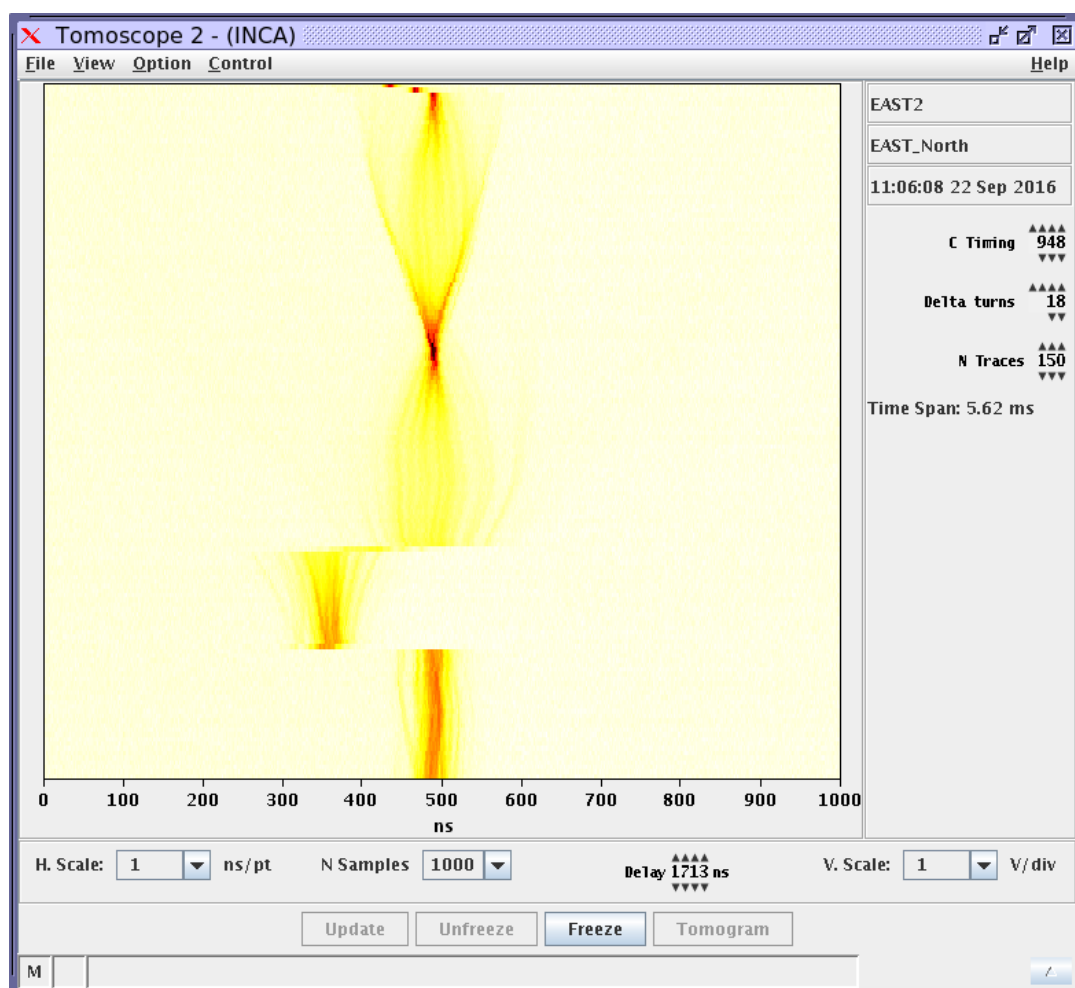 Tomoscope 2 - (INCA)
File View Option Control Help
EAST2
EAST_North
11:06:08 22 Sep 2016
C Timing 948
Delta turns 18
N Traces 150
Time Span: 5.62 ms
0 100 200 300 400 500 600 700 800 900 1000
ns
H. Scale: 1 ns/pt N Samples 1000 Delay 1713 ns V. Scale: 1 V/div
Update Unfreeze Freeze Tomogram
M